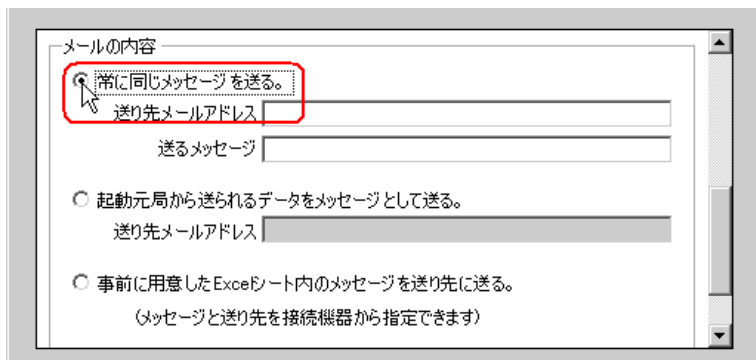 メールの内容
常に同じメッセージを送る。
送り先メールアドレス
送るメッセージ
起動元局から送られるデータをメッセージとして送る。
送り先メールアドレス
事前に用意したExcelシート内のメッセージを送り先に送る。
(メッセージと送り先を接続機器から指定できます)